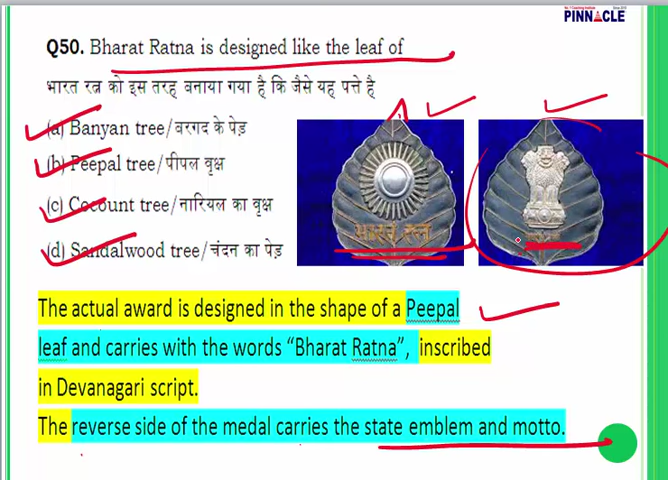 PINNACLE
Q50. Bharat Ratna is designed like the leaf of
भारत रत्न को इस तरह बनाया गया है कि जैसे यह पत्ते है
(a) Banyan tree/वरगद के पेड़
(b) Peepal tree/पीपल वृक्ष
(c) Cocount tree/नारियल का वृक्ष
(d) Sandalwood tree/चंदन का पेड़
भारत रत्न
The actual award is designed in the shape of a Peepal
leaf and carries with the words “Bharat Ratna”, inscribed
in Devanagari script.
The reverse side of the medal carries the state emblem and motto.